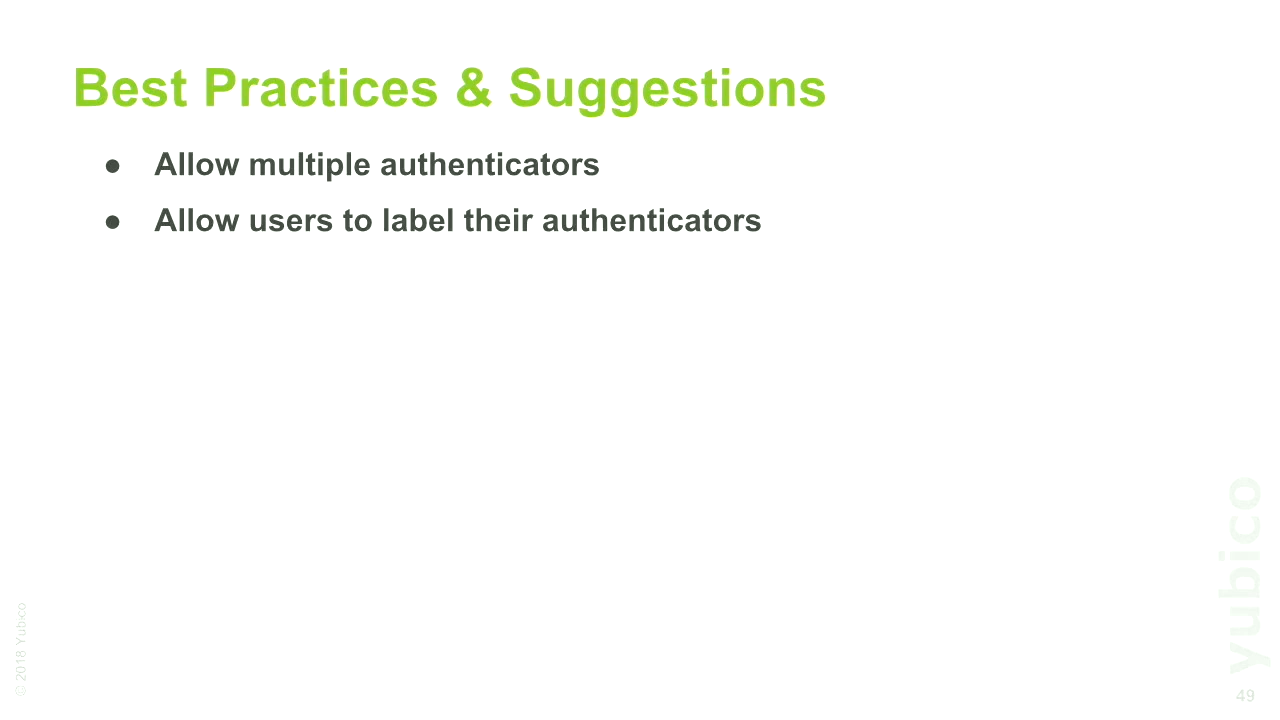 Best Practices & Suggestions
● Allow multiple authenticators
● Allow users to label their authenticators
yubico
© 2018 Yubico
49